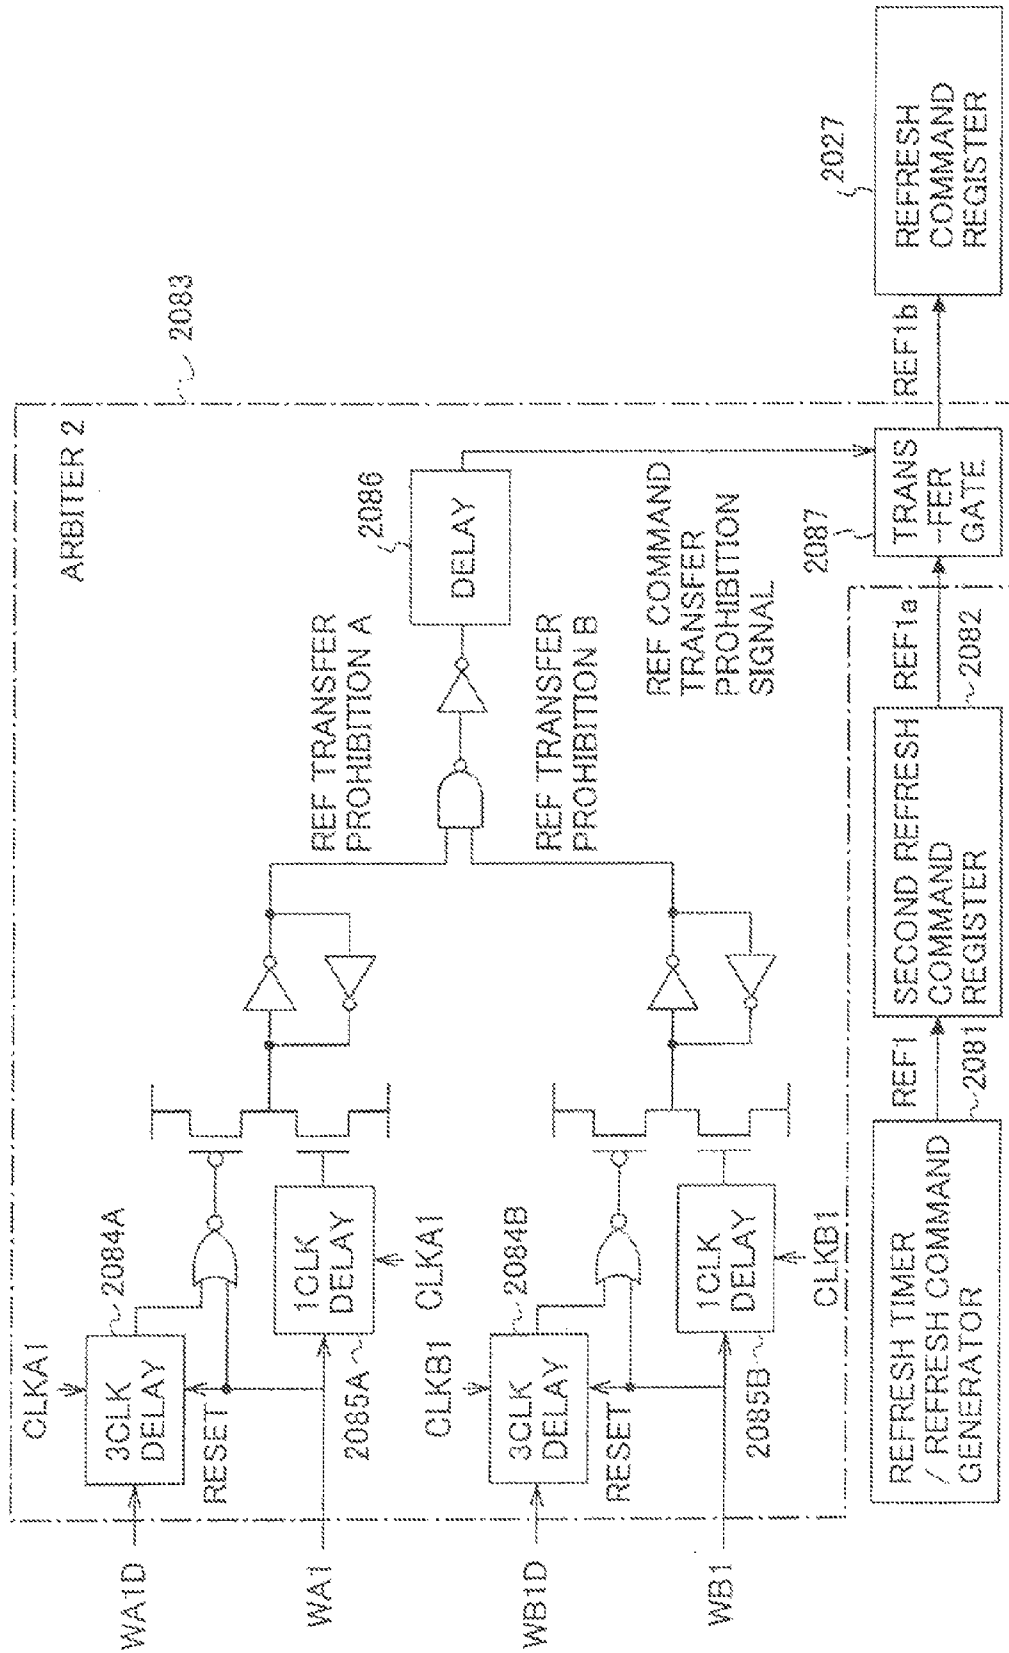 ARBITER 2
2083
CLKA1
3CLK
DELAY
2084A
WA1D
RESET
WA1
1CLK
DELAY
2085A
CLKA1
REF TRANSFER
PROHIBITION A
2086
DELAY
CLKB1
3CLK
DELAY
2084B
WB1D
RESET
WB1
1CLK
DELAY
2085B
CLKB1
REF TRANSFER
PROHIBITION B
REF COMMAND
TRANSFER
PROHIBITION
SIGNAL
REFRESH TIMER
/ REFRESH COMMAND
GENERATOR
2081
REF1
SECOND REFRESH
COMMAND
REGISTER
2082
REF1a
2087
TRANS
-FER
GATE
REF1b
2027
REFRESH
COMMAND
REGISTER